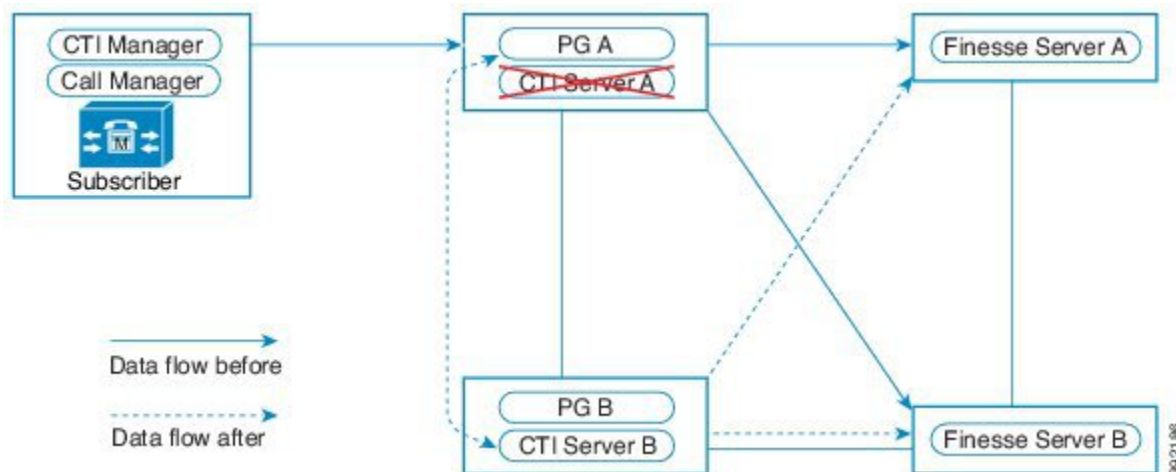 CTI Manager
Call Manager
M
Subscriber
PG A
CTI Server A
Finesse Server A
Data flow before
Data flow after
PG B
CTI Server B
Finesse Server B